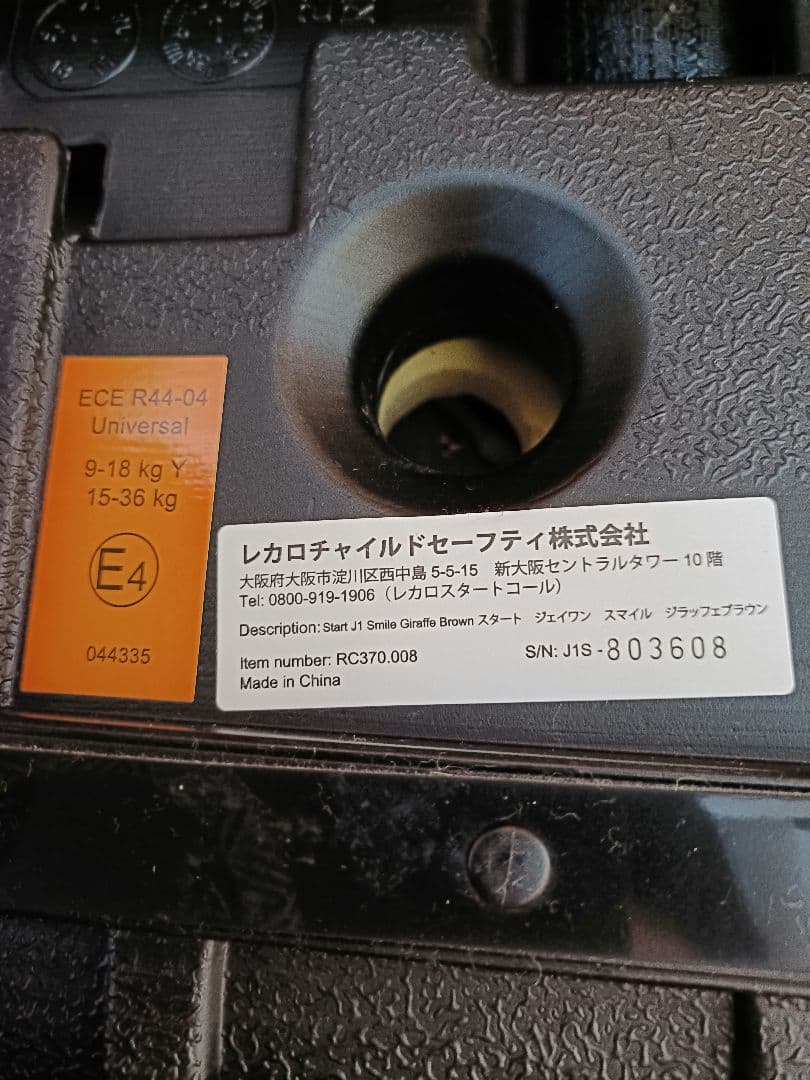 ECE R44-04
Universal
9-18 kg Y
15-36 kg
E4
044335
レカロチャイルドセーフティ株式会社
大阪府大阪市淀川区西中島 5-5-15　新大阪セントラルタワー 10 階
Tel: 0800-919-1906（レカロスタートコール）
Description: Start J1 Smile Giraffe Brown スタート　ジェイワン　スマイル　ジラッフェブラウン
Item number: RC370.008
S/N: J1S -803608
Made in China